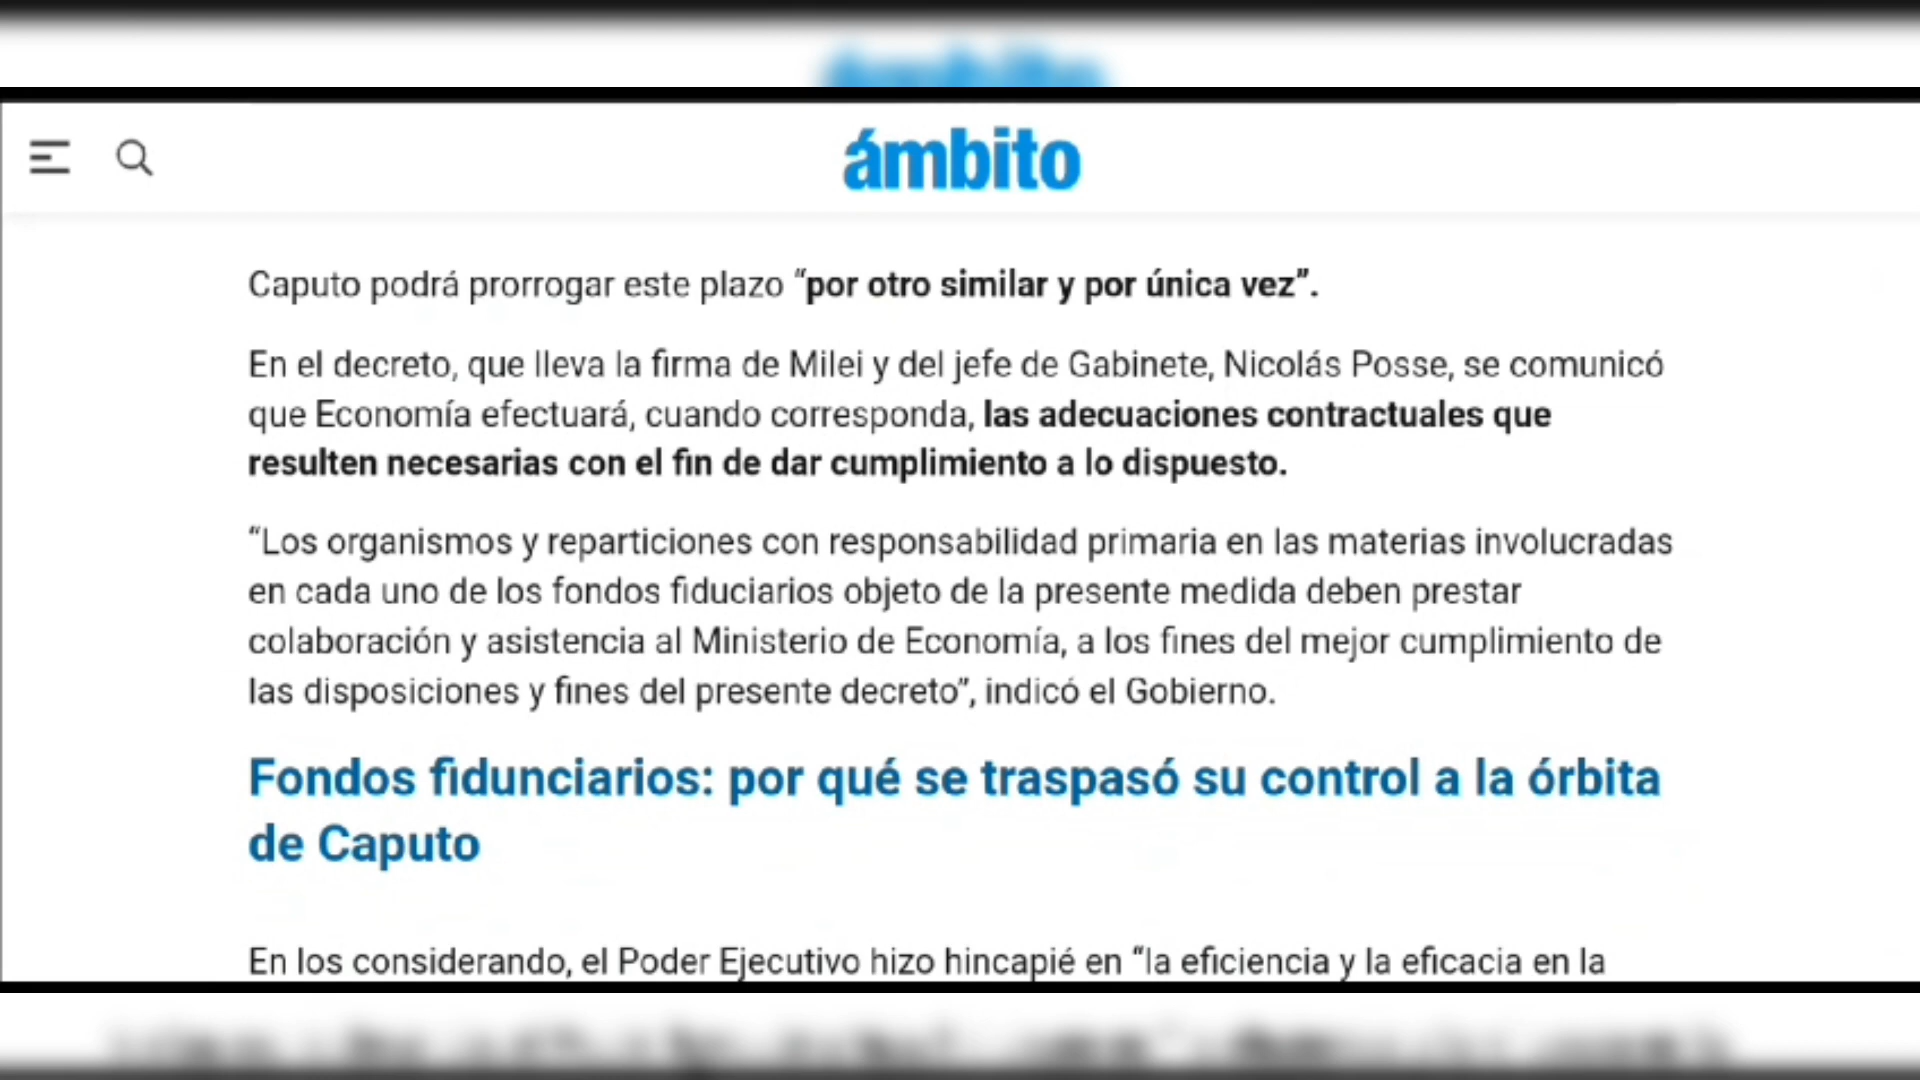 ámbito
Caputo podrá prorrogar este plazo “por otro similar y por única vez”.
En el decreto, que lleva la firma de Milei y del jefe de Gabinete, Nicolás Posse, se comunicó
que Economía efectuará, cuando corresponda, las adecuaciones contractuales que
resulten necesarias con el fin de dar cumplimiento a lo dispuesto.
“Los organismos y reparticiones con responsabilidad primaria en las materias involucradas
en cada uno de los fondos fiduciarios objeto de la presente medida deben prestar
colaboración y asistencia al Ministerio de Economía, a los fines del mejor cumplimiento de
las disposiciones y fines del presente decreto”, indicó el Gobierno.
Fondos fidunciarios: por qué se traspasó su control a la órbita
de Caputo
En los considerando, el Poder Ejecutivo hizo hincapié en “la eficiencia y la eficacia en la